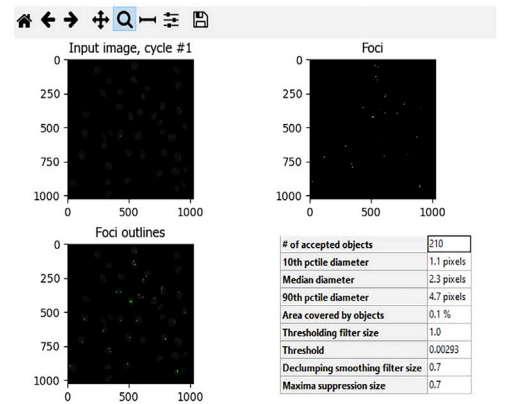 Input image, cycle #1
0
250
500
750
1000
0 500 1000
Foci
0
250
500
750
1000
0 500 1000
Foci outlines
0
250
500
750
1000
0 500 1000
# of accepted objects 210
10th pctile diameter 1.1 pixels
Median diameter 2.3 pixels
90th pctile diameter 4.7 pixels
Area covered by objects 0.1 %
Thresholding filter size 1.0
Threshold 0.00293
Declumping smoothing filter size 0.7
Maxima suppression size 0.7